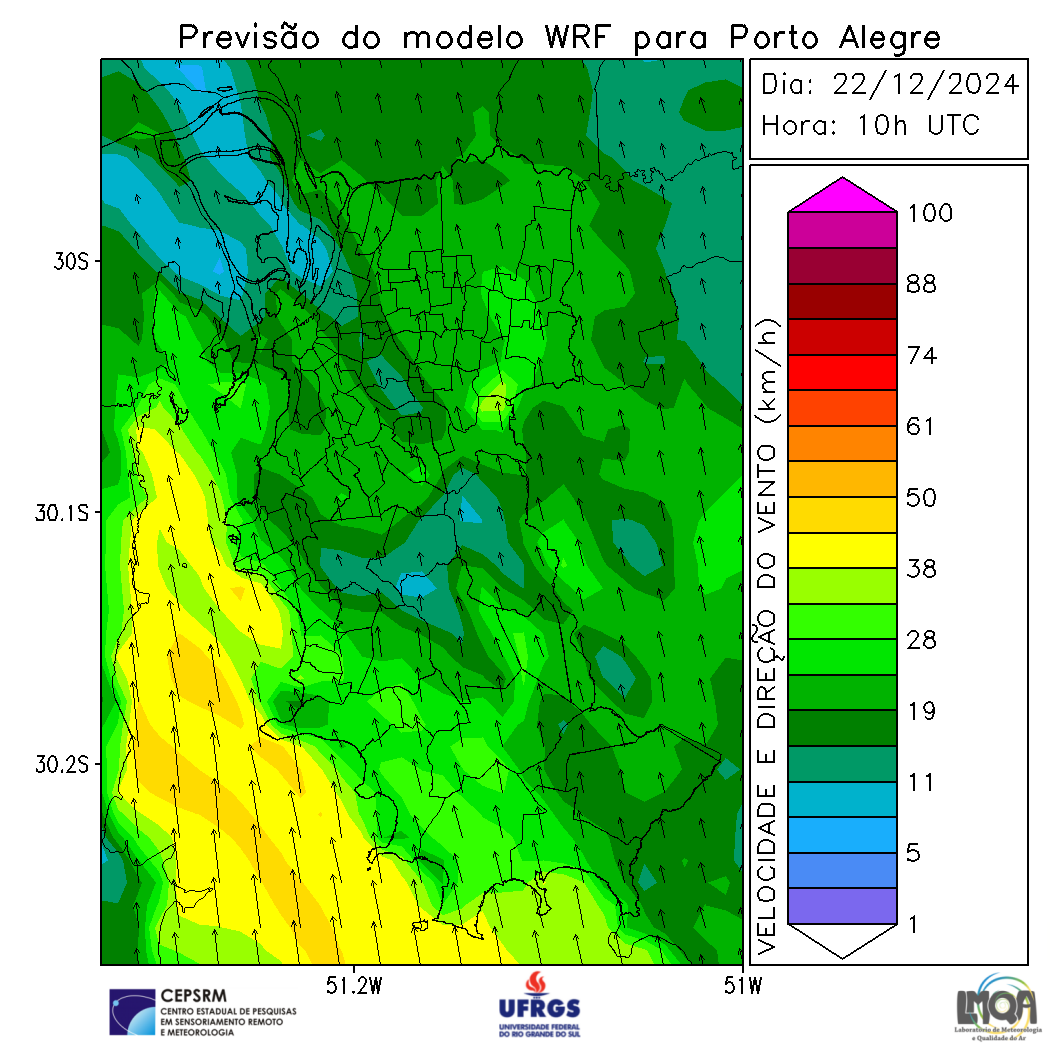 Previsão do modelo WRF para Porto Alegre
Dia: 22/12/2024
Hora: 10h UTC
30S
30.1S
30.2S
51.2W
51W
VELOCIDADE E DIREÇÃO DO VENTO (km/h)
100
88
74
61
50
38
28
19
11
5
1
CEPSRM
CENTRO ESTADUAL DE PESQUISAS
EM SENSORIAMENTO REMOTO
E METEOROLOGIA
UFRGS
UNIVERSIDADE FEDERAL
DO RIO GRANDE DO SUL
LMQA
Laboratório de Meteorologia
e Qualidade do Ar